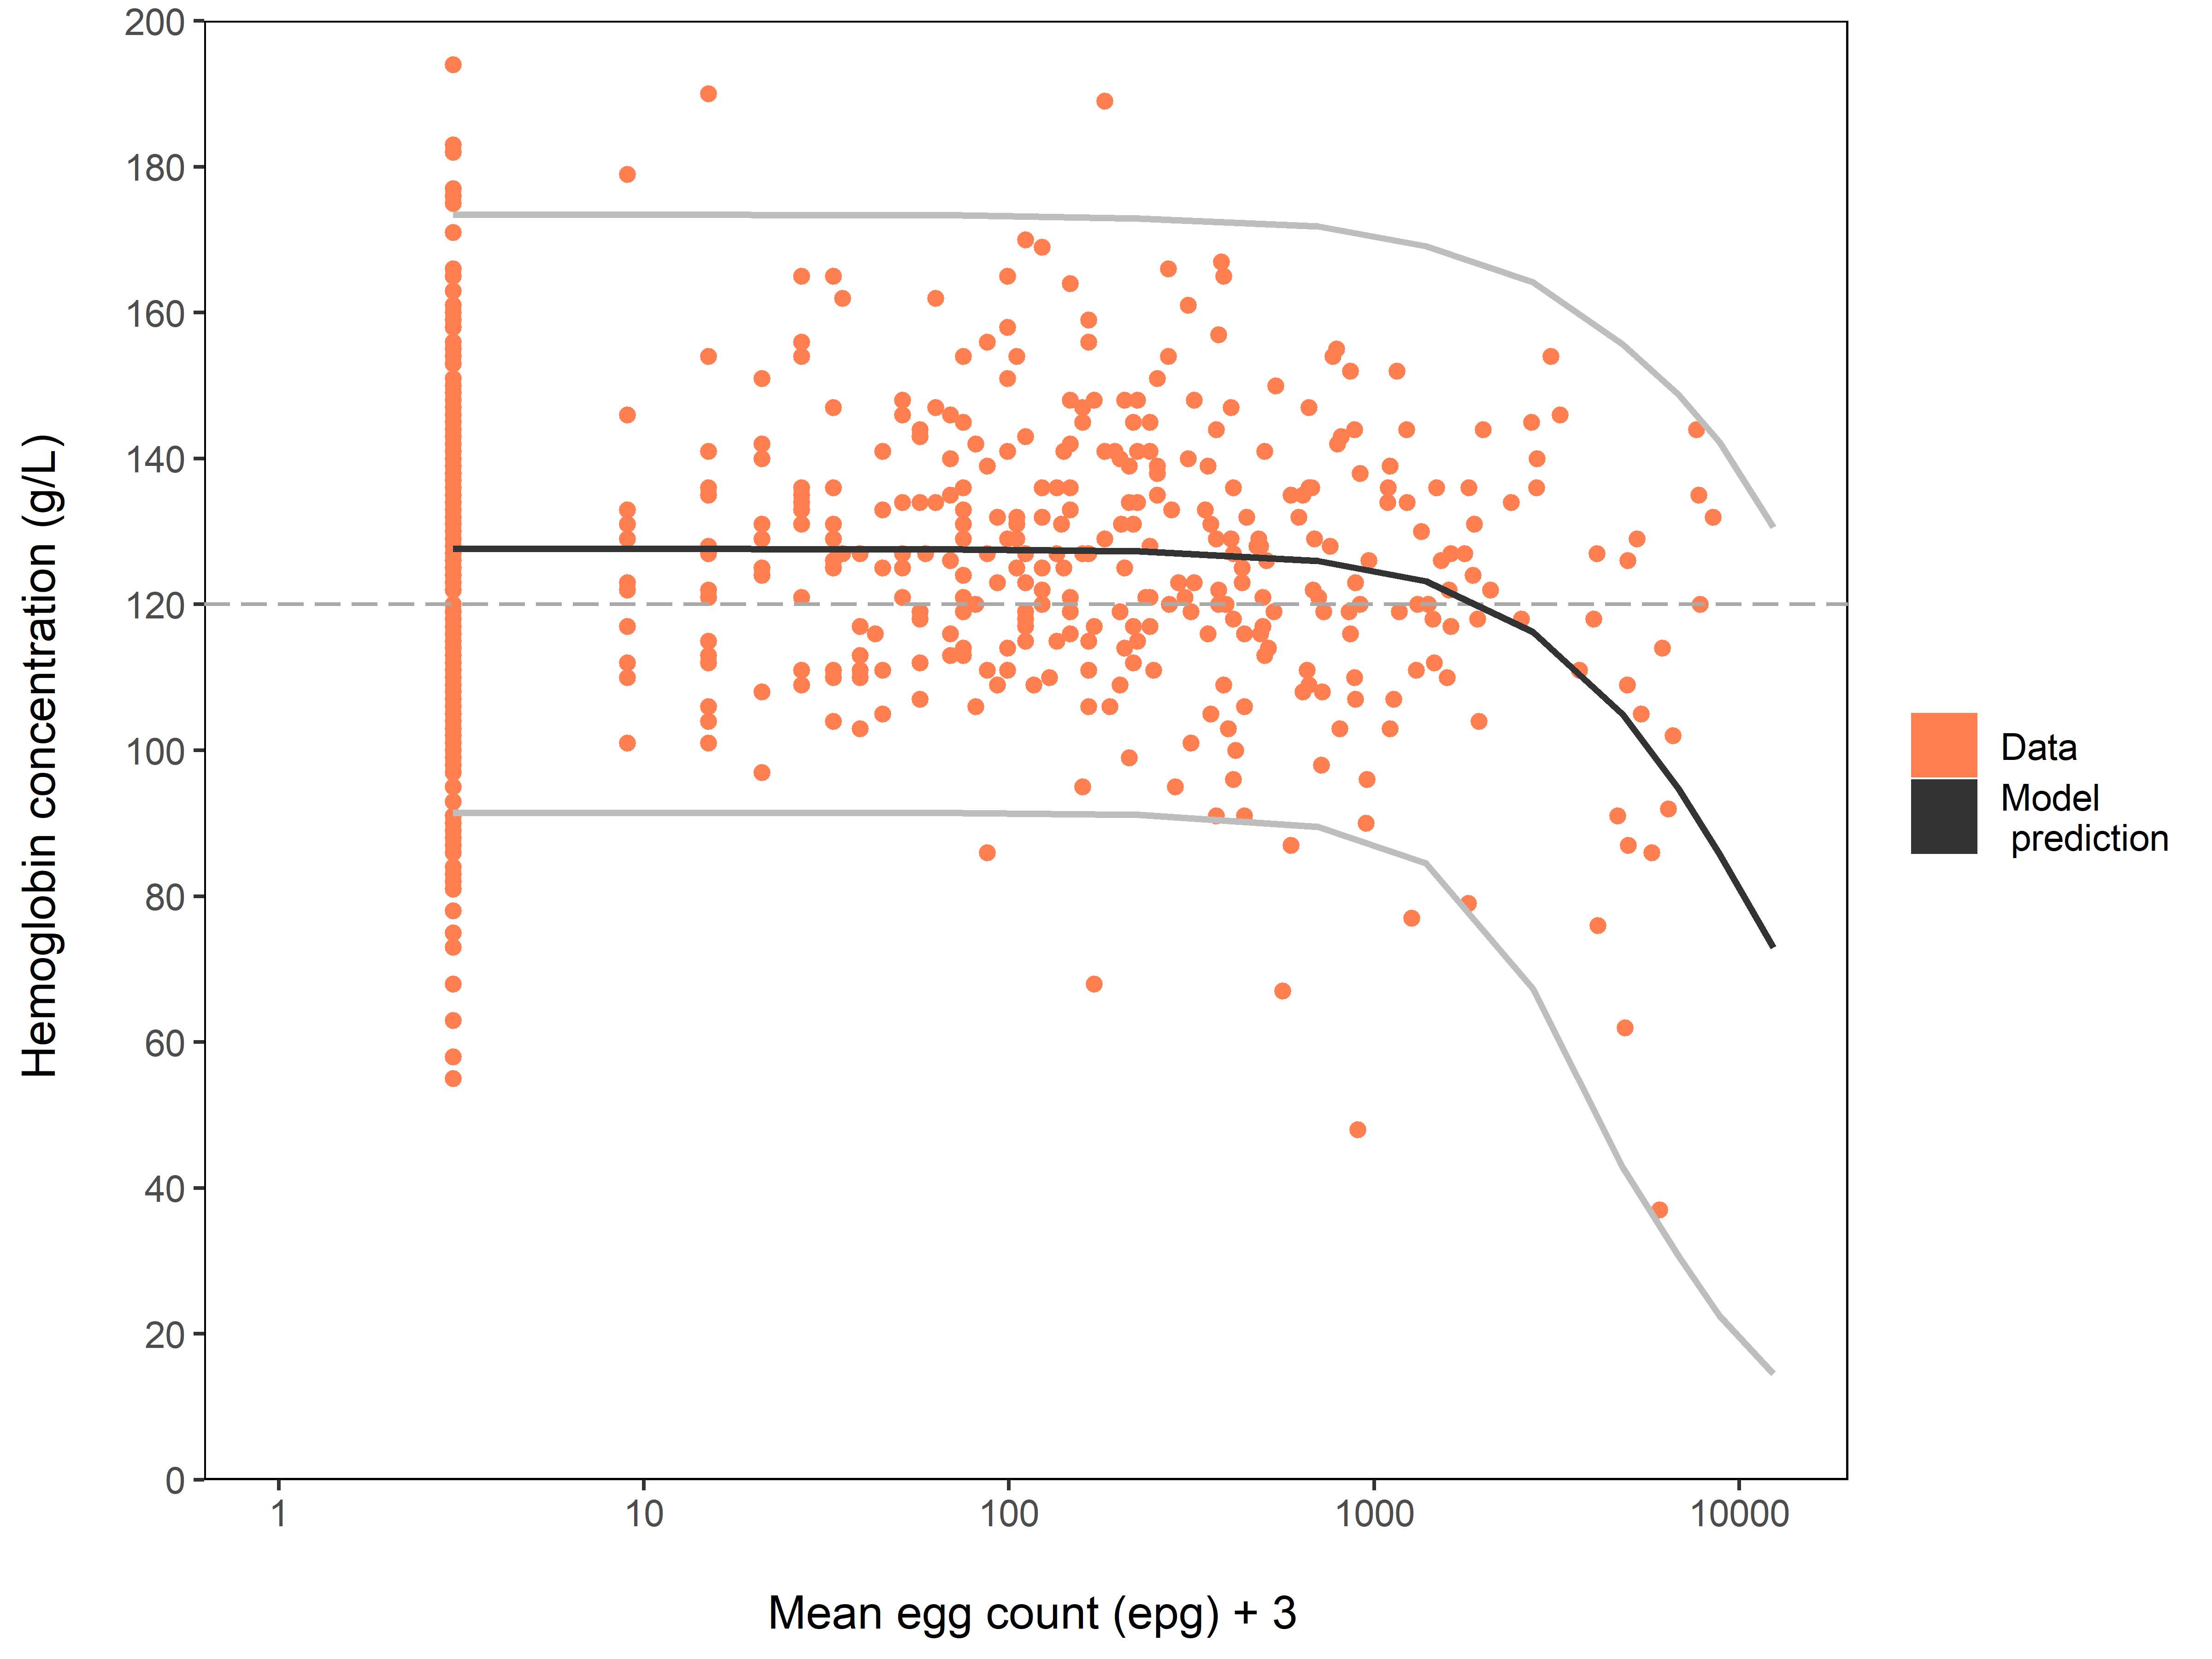 200
180
160
140
120
100
80
60
40
20
0
Hemoglobin concentration (g/L)
1 10 100 1000 10000
Mean egg count (epg) + 3
Data
Model
prediction